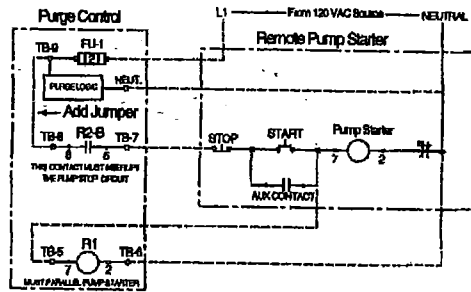 Purge Control
L1
From 120 VAC Source
NEUTRAL
TB-9
FU-1
Remote Pump Starter
PURGE LOGIC
NEUT.
Add Jumper
TB-8
R2-B
TB-7
8
6
STOP
START
Pump Starter
7
2
THIS CONTACT MUST INTERRUPT
THE PUMP STOP CIRCUIT
AUX CONTACT
TB-5
R1
TB-6
7
2
MUST PARALLEL PUMP STARTER